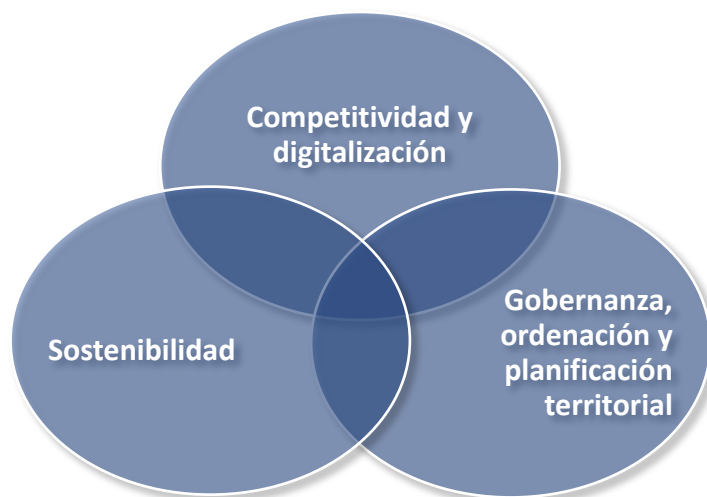 Competitividad y
digitalización
Sostenibilidad
Gobernanza,
ordenación y
planificación
territorial